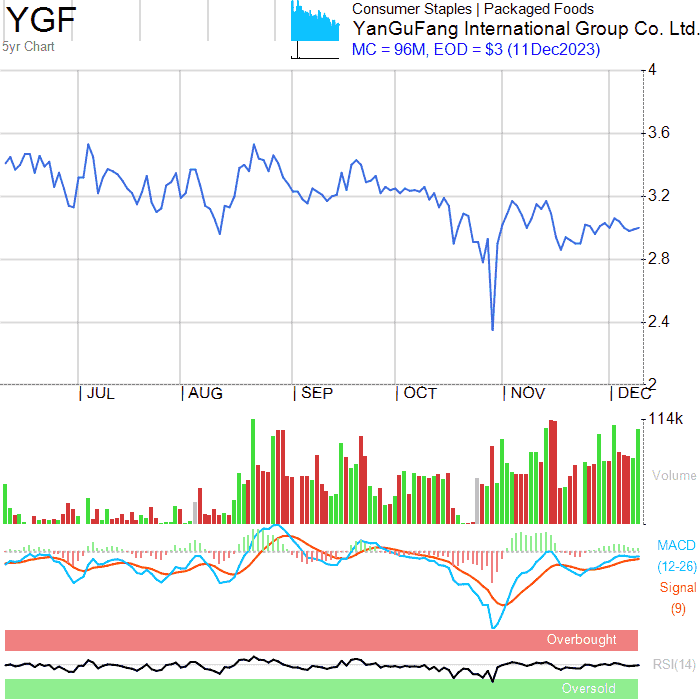 YGF
5yr Chart
Consumer Staples | Packaged Foods
YanGuFang International Group Co. Ltd.
MC = 96M, EOD = $3 (11Dec2023)
4
3.6
3.2
2.8
2.4
2
JUL
AUG
SEP
OCT
NOV
DEC
114k
Volume
MACD
(12-26)
Signal
(9)
Overbought
RSI(14)
Oversold